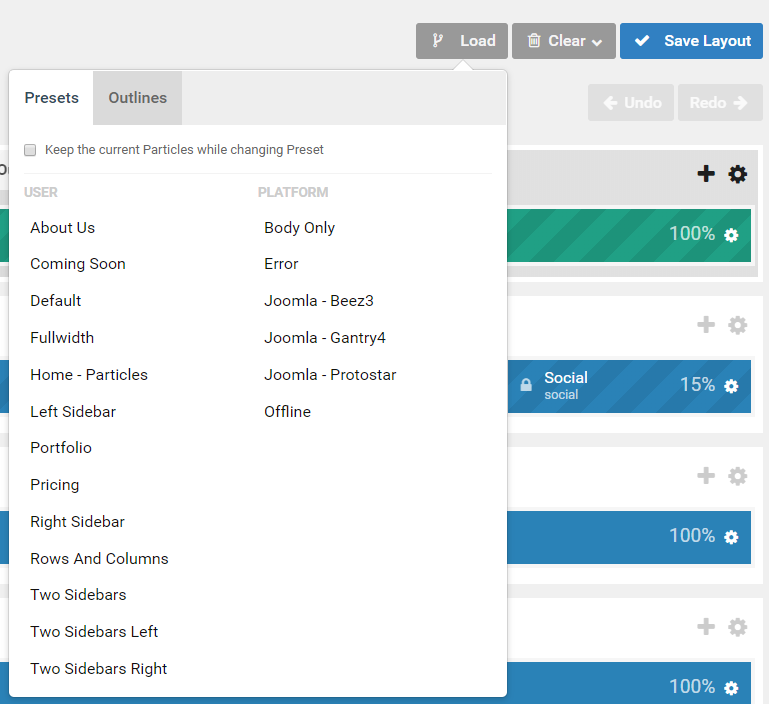 Load
Clear
Save Layout
Presets
Outlines
Undo
Redo
Keep the current Particles while changing Preset
USER
PLATFORM
About Us
Body Only
100%
Coming Soon
Error
Default
Joomla - Beez3
Fullwidth
Joomla - Gantry4
Home - Particles
Joomla - Protostar
Social
social
15%
Left Sidebar
Offline
Portfolio
Pricing
Right Sidebar
100%
Rows And Columns
Two Sidebars
Two Sidebars Left
Two Sidebars Right
100%